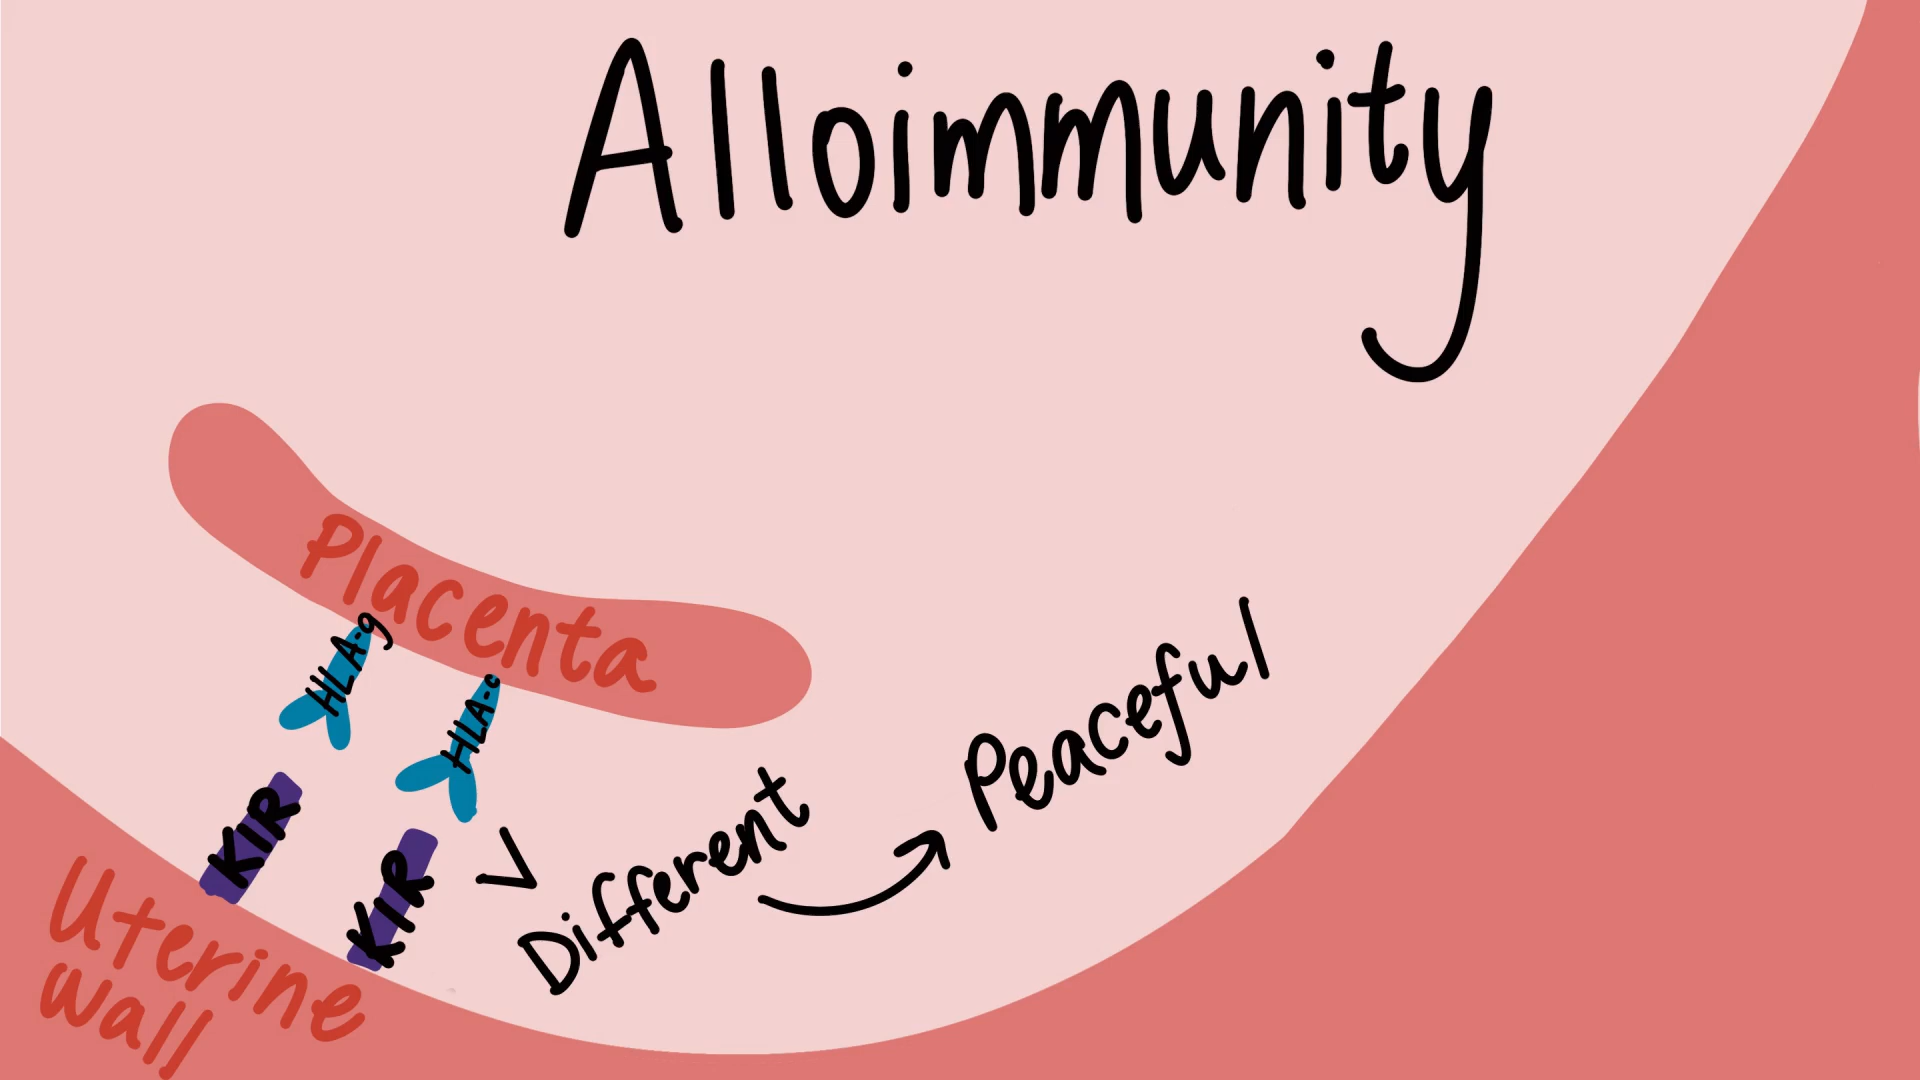 Alloimmunity
Placenta
HLA-g
HLA-c
KIR
KIR
Different
Peaceful
Uterine
Wall